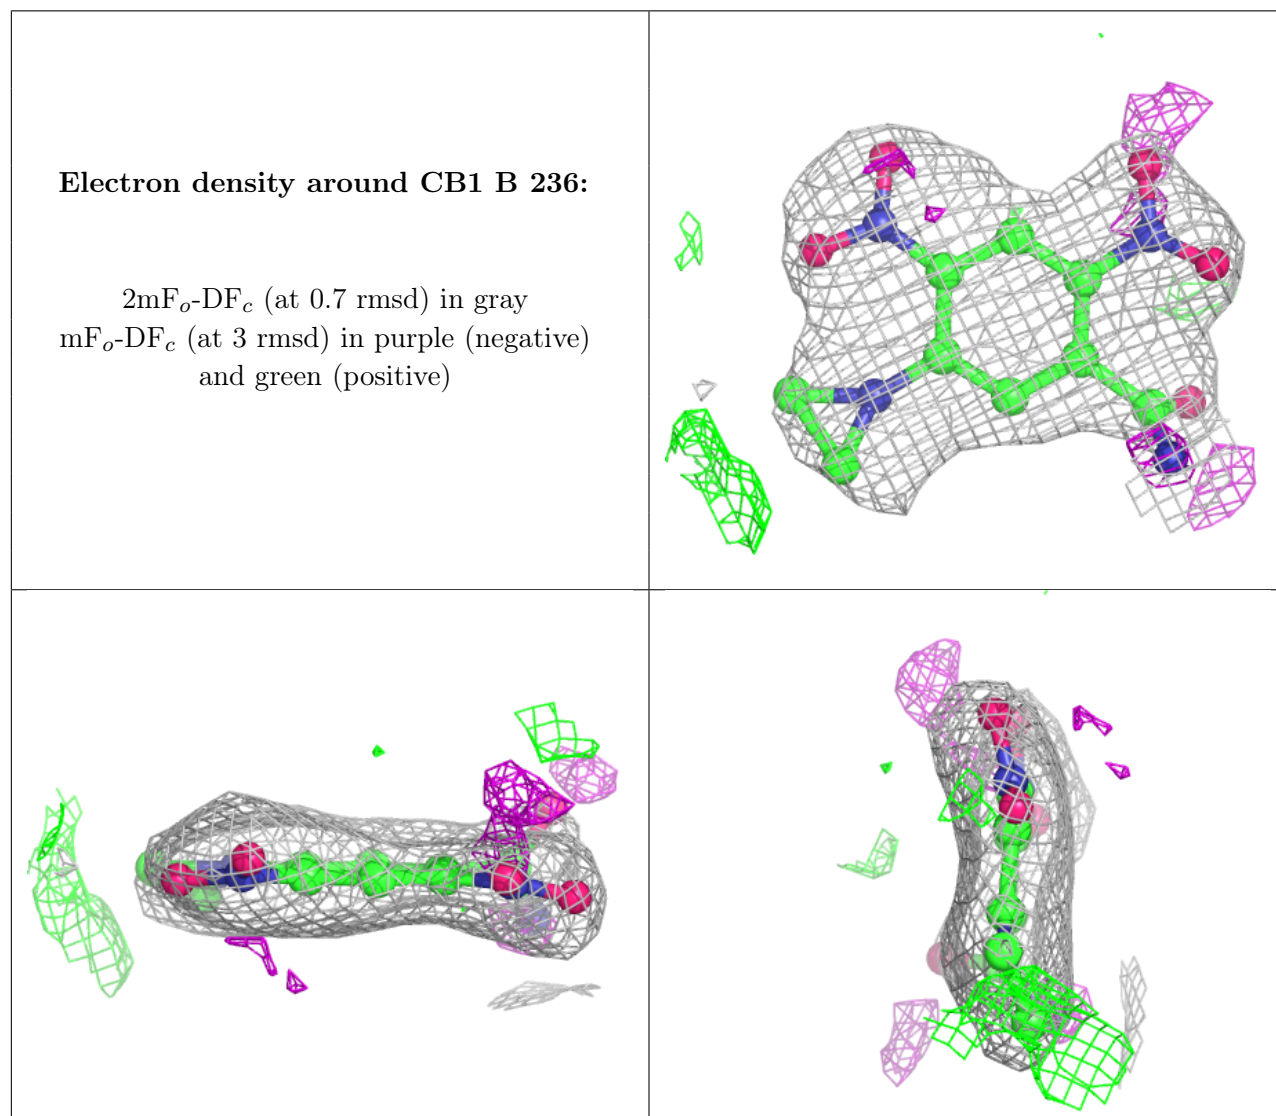 Electron density around CB1 B 236:
2mFo-DFc (at 0.7 rmsd) in gray
mFo-DFc (at 3 rmsd) in purple (negative)
and green (positive)